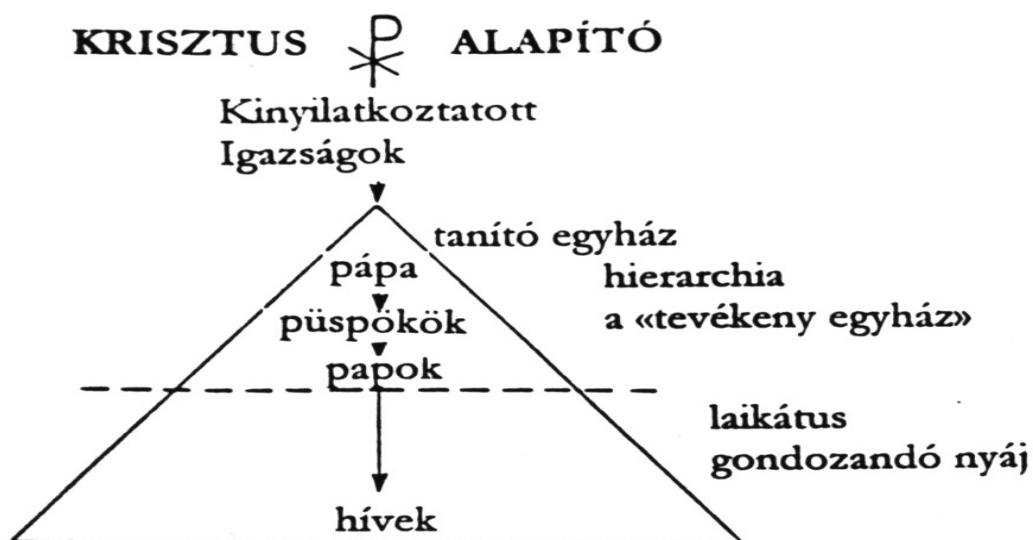 KRISZTUS ALAPÍTÓ
Kinyilatkoztatott
Igazságok
tanító egyház
pápa
hierarchia
püspökök
a «tevékeny egyház»
papok
laikátus
gondozandó nyáj
hívek